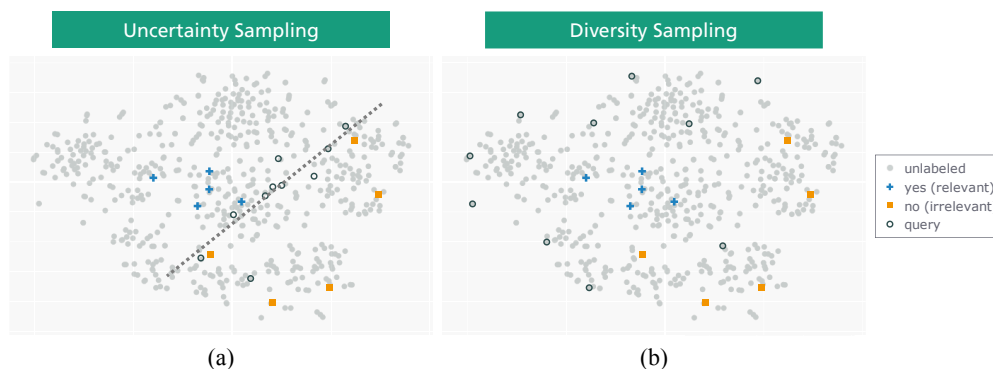 Uncertainty Sampling
Diversity Sampling
unlabeled
yes (relevant)
no (irrelevant
query
(a)
(b)